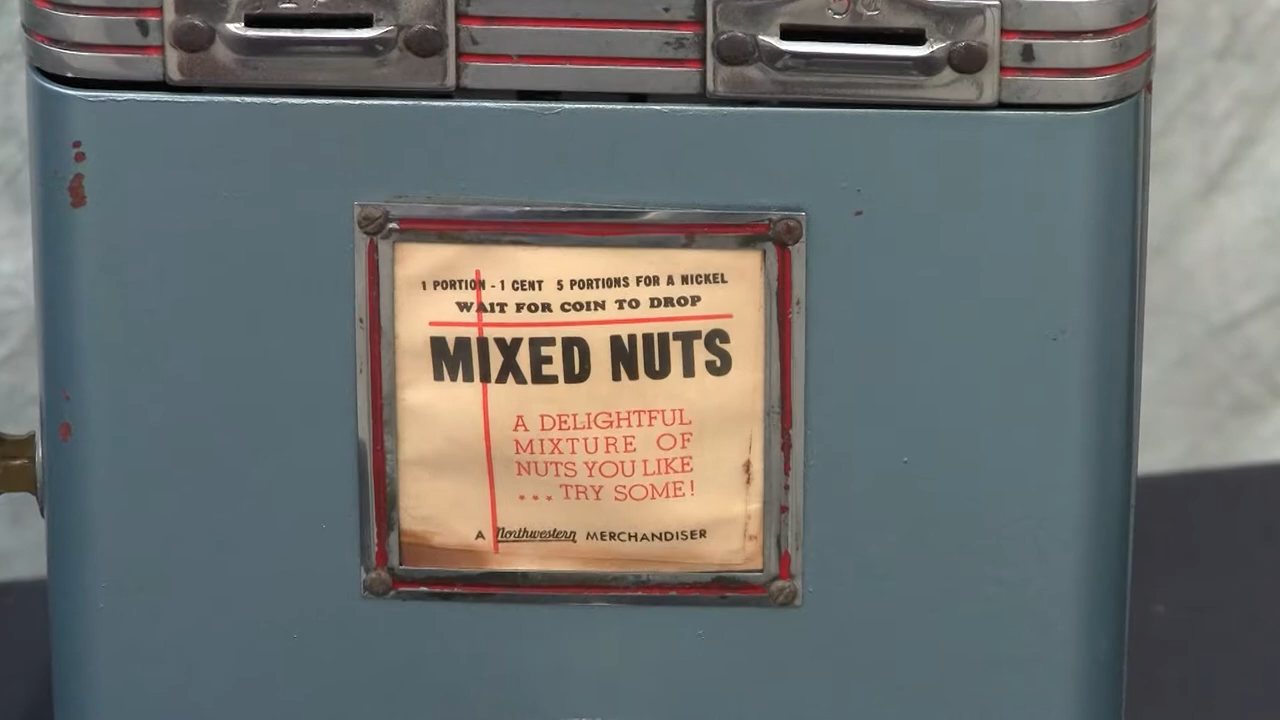 5¢
1 PORTION - 1 CENT 5 PORTIONS FOR A NICKEL
WAIT FOR COIN TO DROP
MIXED NUTS
A DELIGHTFUL
MIXTURE OF
NUTS YOU LIKE
...TRY SOME!
A Northwestern MERCHANDISER